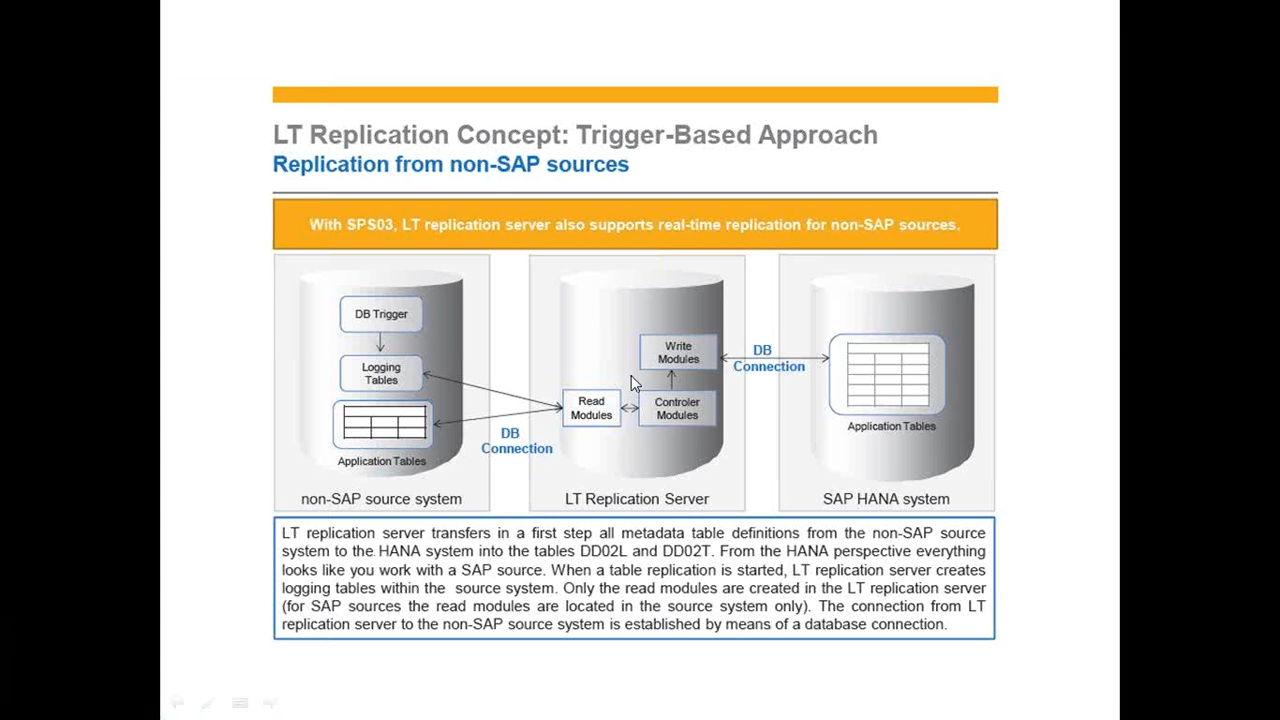 LT Replication Concept: Trigger-Based Approach
Replication from non-SAP sources
With SPS03, LT replication server also supports real-time replication for non-SAP sources.
DB Trigger
Logging
Tables
Application Tables
non-SAP source system
DB
Connection
Write
Modules
Read
Modules
Controler
Modules
LT Replication Server
DB
Connection
Application Tables
SAP HANA system
LT replication server transfers in a first step all metadata table definitions from the non-SAP source
system to the HANA system into the tables DD02L and DD02T. From the HANA perspective everything
looks like you work with a SAP source. When a table replication is started, LT replication server creates
logging tables within the source system. Only the read modules are created in the LT replication server
(for SAP sources the read modules are located in the source system only). The connection from LT
replication server to the non-SAP source system is established by means of a database connection.